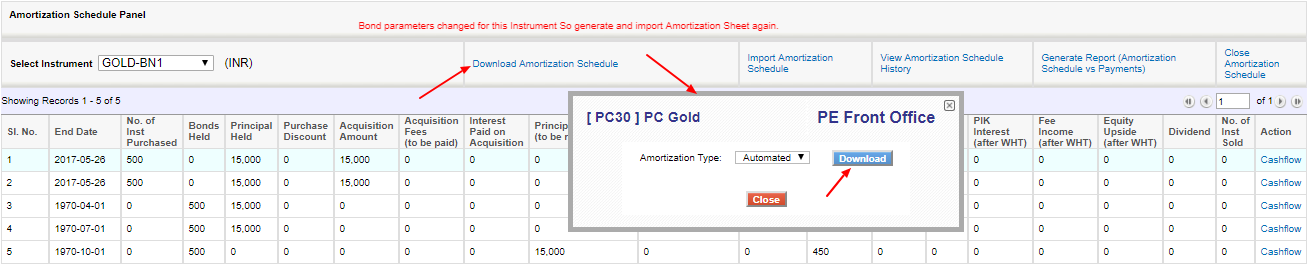 Amortization Schedule Panel
Bond parameters changed for this Instrument So generate and import Amortization Sheet again.
Select Instrument GOLD-BN1 (INR) Download Amortization Schedule Import Amortization Schedule View Amortization Schedule History Generate Report (Amortization Schedule vs Payments) Close Amortization Schedule
Showing Records 1 - 5 of 5 1 of 1
[ PC30 ] PC Gold PE Front Office
Amortization Type: Automated Download
Close
Sl. No. End Date No. of Inst Purchased Bonds Held Principal Held Purchase Discount Acquisition Amount Acquisition Fees (to be paid) Interest Paid on Acquisition PIK Interest (after WHT) Fee Income (after WHT) Equity Upside (after WHT) Dividend No. of Inst Sold Action
1 2017-05-26 500 0 15,000 0 15,000 0 0 0 0 0 0 0 0 Cashflow
2 2017-05-26 500 0 15,000 0 15,000 0 0 0 0 0 0 0 0 Cashflow
3 1970-04-01 0 500 15,000 0 0 0 0 0 0 0 0 0 0 Cashflow
4 1970-07-01 0 500 15,000 0 0 0 0 0 0 0 0 0 0 Cashflow
5 1970-10-01 0 500 0 0 0 0 0 15,000 0 0 450 0 0 0 0 0 0 0 Cashflow